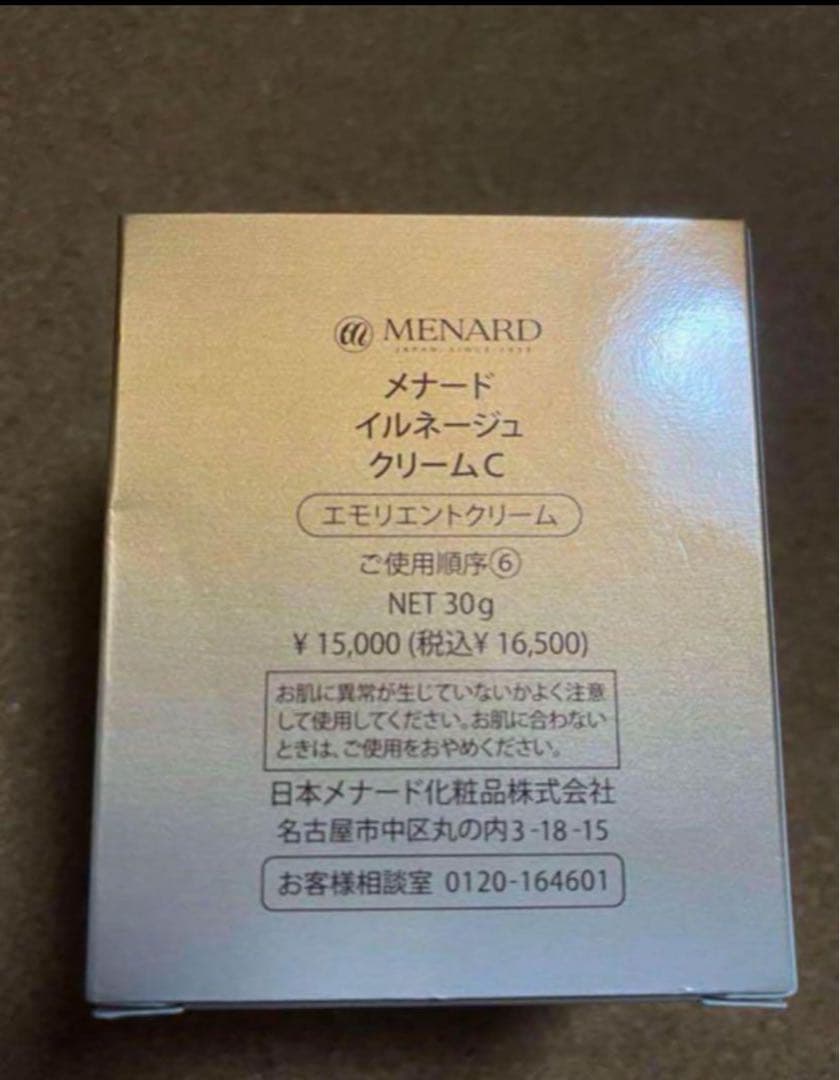 MENARD
JAPAN SINCE 1959
メナード
イルネージュ
クリームC
エモリエントクリーム
ご使用順序⑥
NET 30g
¥15,000(税込¥16,500)
お肌に異常が生じていないかよく注意
して使用してください。お肌に合わない
ときは、ご使用をおやめください。
日本メナード化粧品株式会社
名古屋市中区丸の内3-18-15
お客様相談室 0120-164601